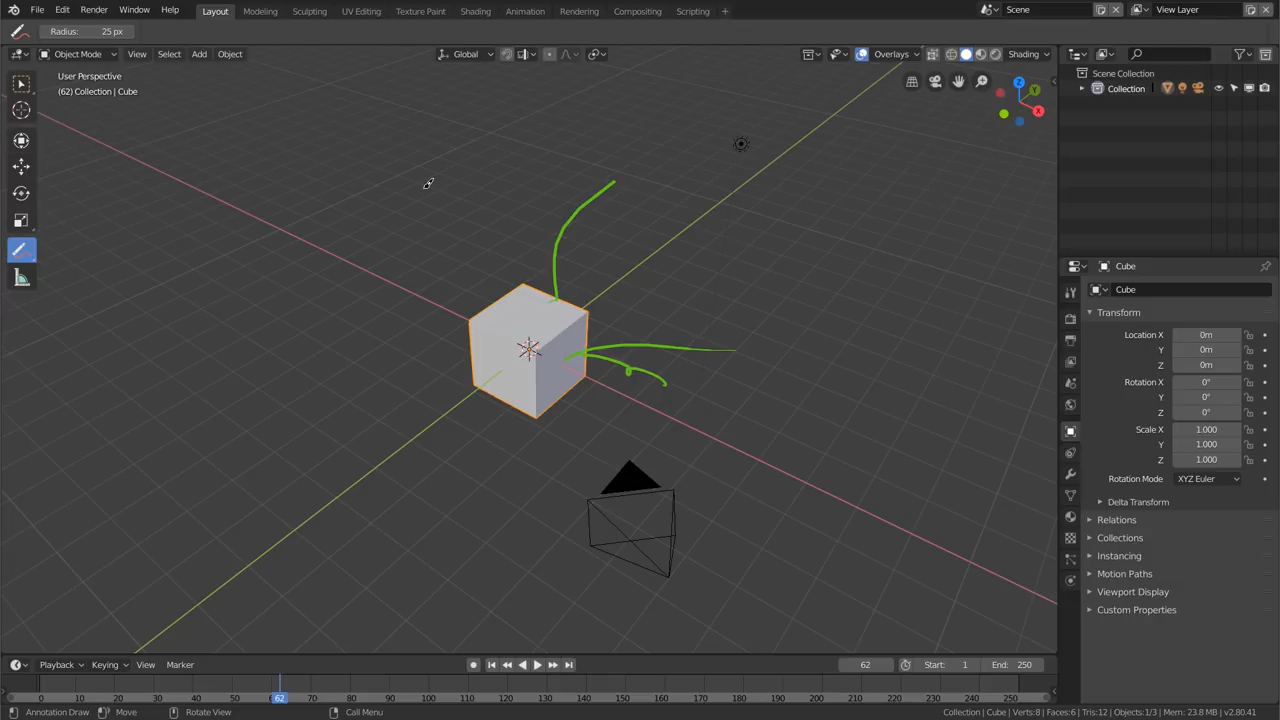 File Edit Render Window Help Layout Modeling Sculpting UV Editing Texture Paint Shading Animation Rendering Compositing Scripting + Scene View Layer
Radius: 25 px
Object Mode View Select Add Object Global Overlays Shading
User Perspective
(62) Collection | Cube
Z
Y
X
Scene Collection
Collection
Cube
Cube
Transform
Location X 0m
Y 0m
Z 0m
Rotation X 0°
Y 0°
Z 0°
Scale X 1.000
Y 1.000
Z 1.000
Rotation Mode XYZ Euler
Delta Transform
Relations
Collections
Instancing
Motion Paths
Viewport Display
Custom Properties
Playback Keying View Marker 62 Start: 1 End: 250
0 10 20 30 40 50 62 70 80 90 100 110 120 130 140 150 160 170 180 190 200 210 220 230 240 250
Annotation Draw Move Rotate View Call Menu Collection | Cube | Verts:8 | Faces:6 | Tris:12 | Objects:1/3 | Mem: 23.8 MB | v2.80.41